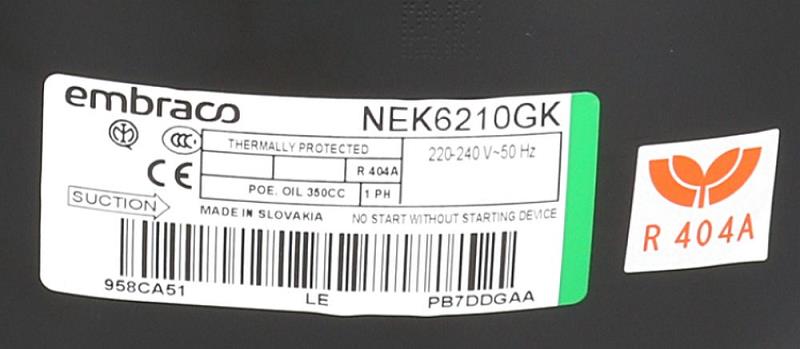 embraco
NEK6210GK
THERMALLY PROTECTED
220-240 V~50 Hz
R 404A
CE
POE. OIL 350CC
1 PH
SUCTION
MADE IN SLOVAKIA
NO START WITHOUT STARTING DEVICE
958CA51
LE
PB7DDGAA
R 404A